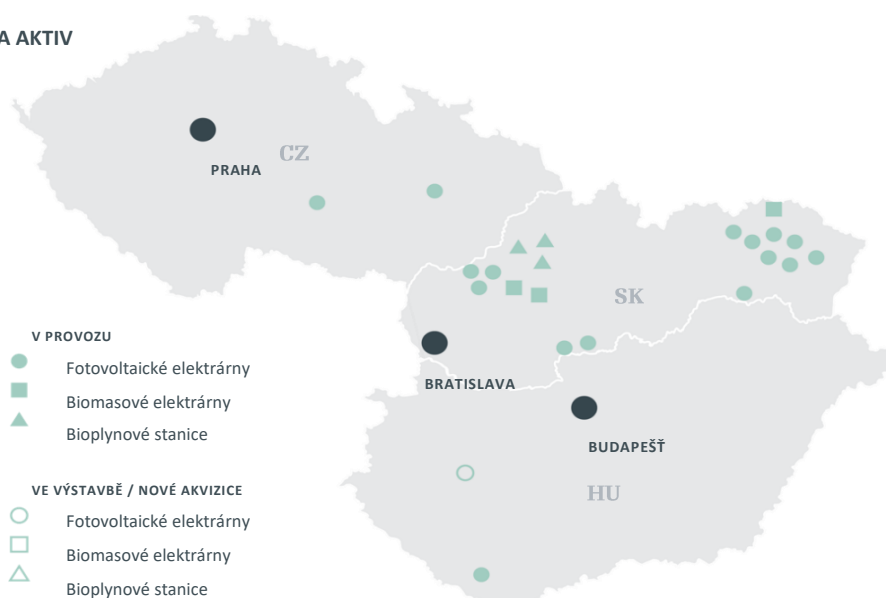 A AKTIV
CZ
PRAHA
SK
V PROVOZU
Fotovoltaické elektrárny
Biomasové elektrárny
Bioplynové stanice
BRATISLAVA
BUDAPEŠŤ
HU
VE VÝSTAVBĚ / NOVÉ AKVIZICE
Fotovoltaické elektrárny
Biomasové elektrárny
Bioplynové stanice